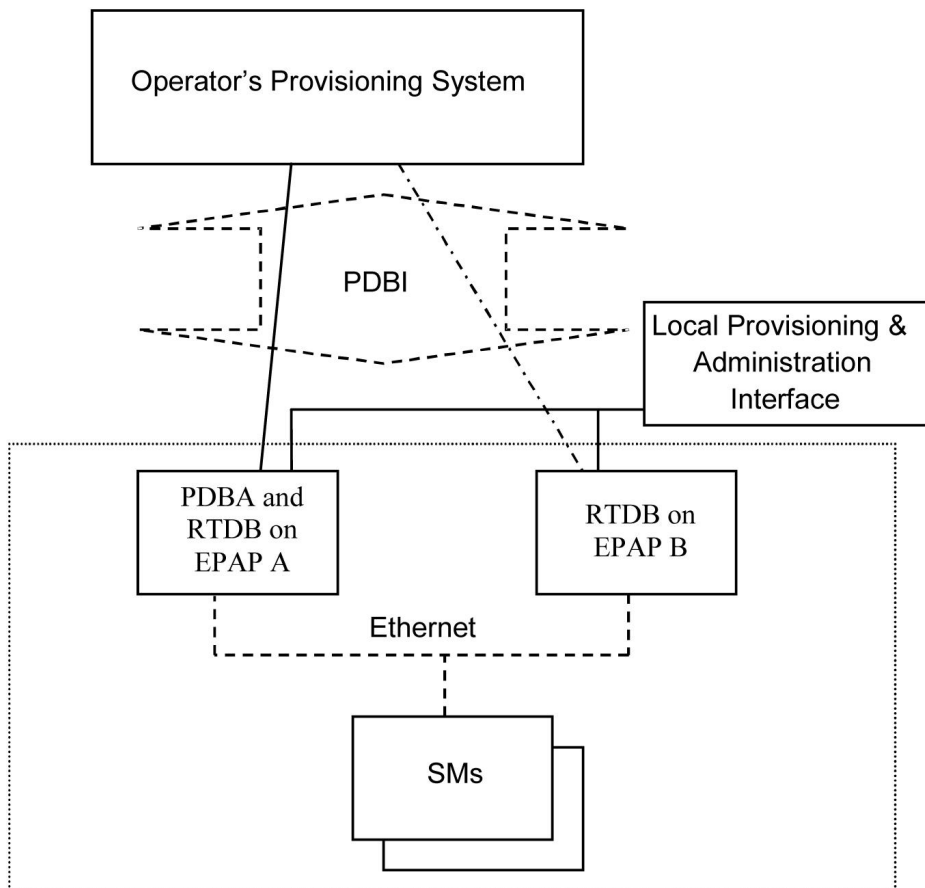 Operator’s Provisioning System
PDBI
Local Provisioning &
Administration
Interface
PDBA and
RTDB on
EPAP A
RTDB on
EPAP B
Ethernet
SMs